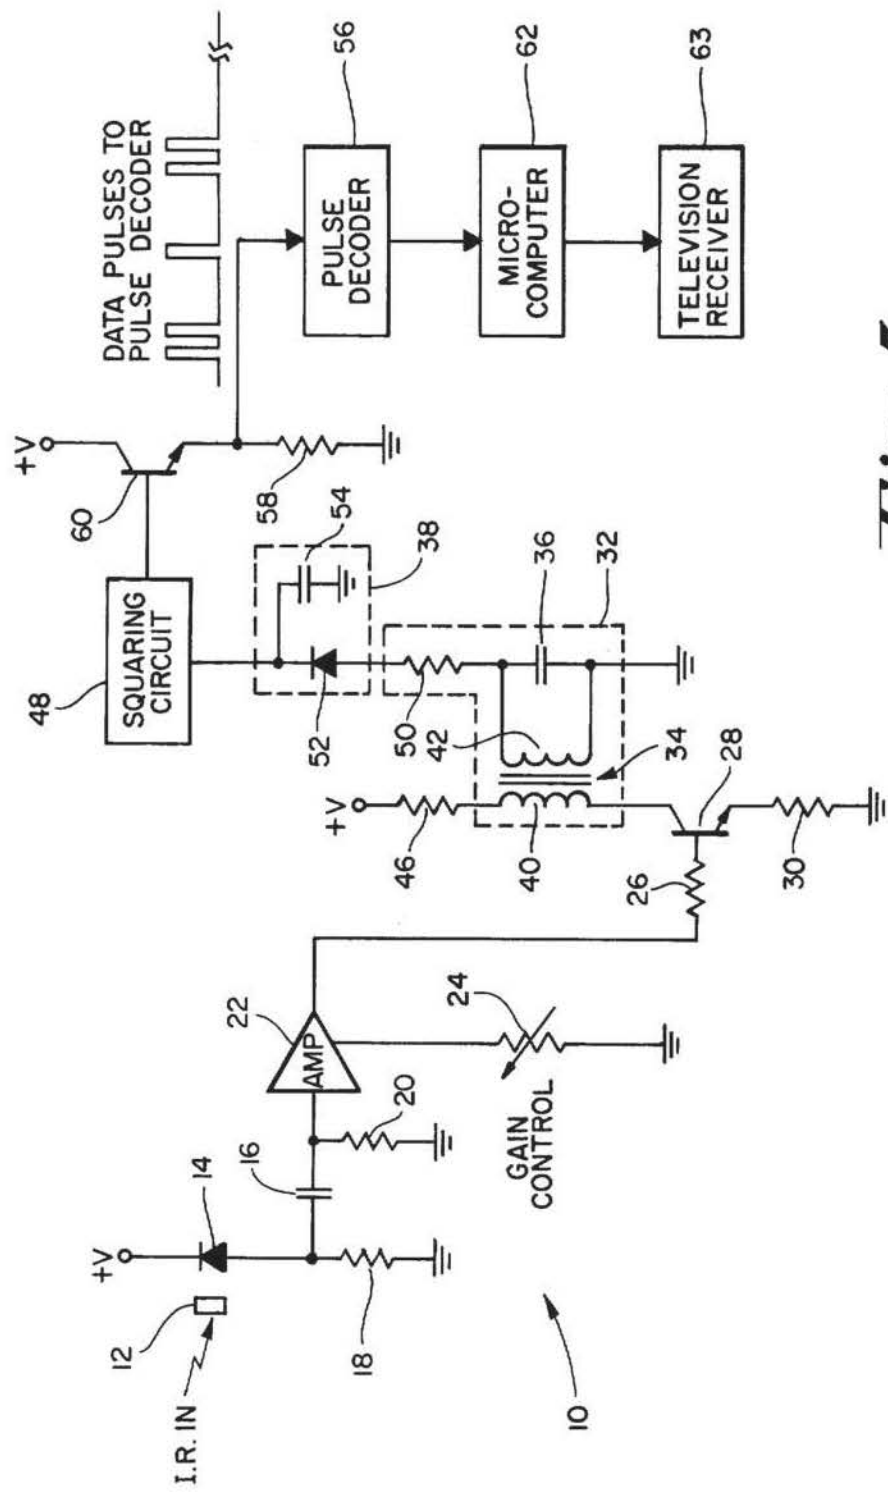 I.R. IN
12
+V
14
16
18
20
22
AMP
24
GAIN
CONTROL
10
26
28
30
+V
46
40
42
34
50
36
32
52
54
38
48
SQUARING
CIRCUIT
60
+V
58
DATA PULSES TO
PULSE DECODER
PULSE
DECODER
56
MICRO-
COMPUTER
62
TELEVISION
RECEIVER
63